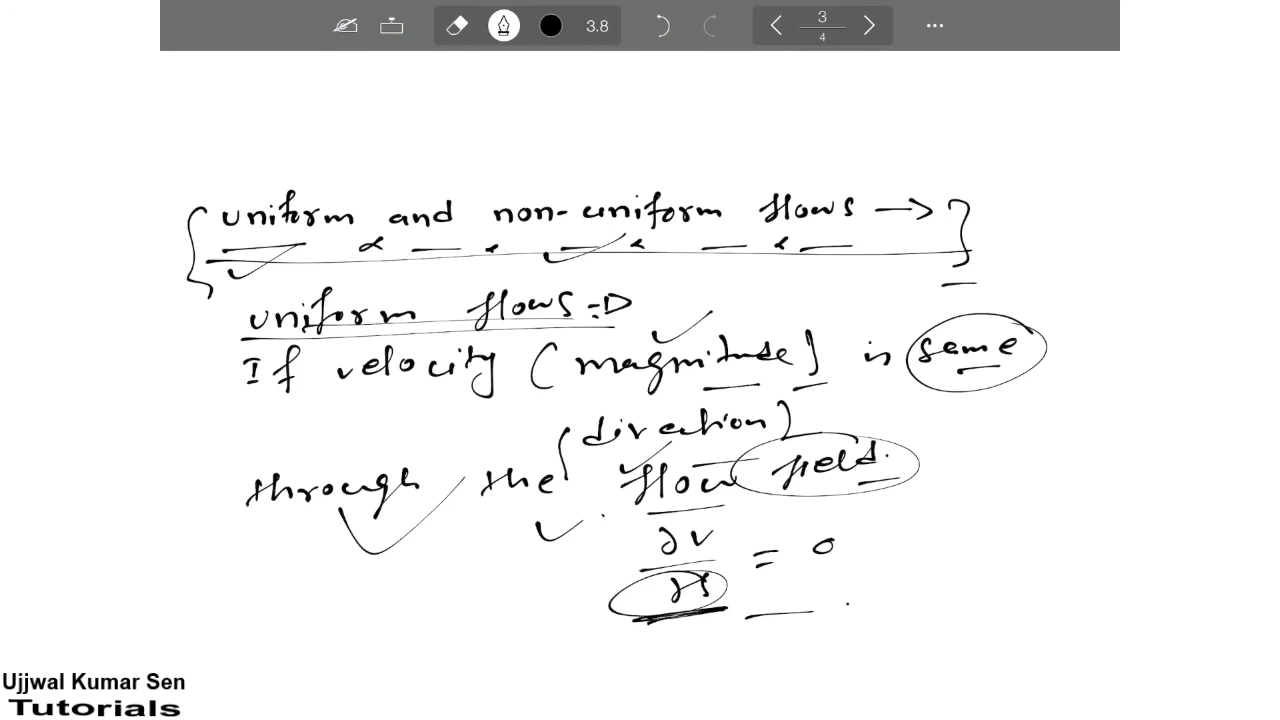 3.8
3
4
{ uniform and non-uniform flows → }
uniform flows =D
If velocity (magnitude) is same
(direction)
through the flow field.
∂v
∂s = 0
Ujjwal Kumar Sen
Tutorials